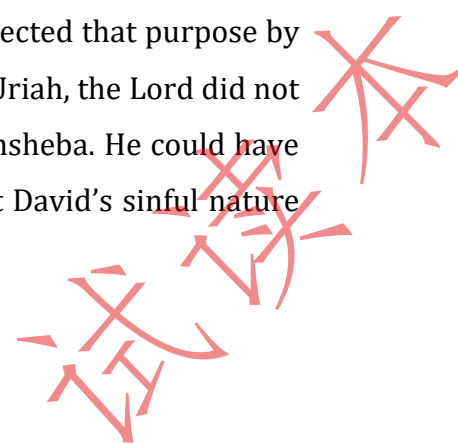 ected that purpose by
Uriah, the Lord did not
nsheba. He could have
t David’s sinful nature
试读本